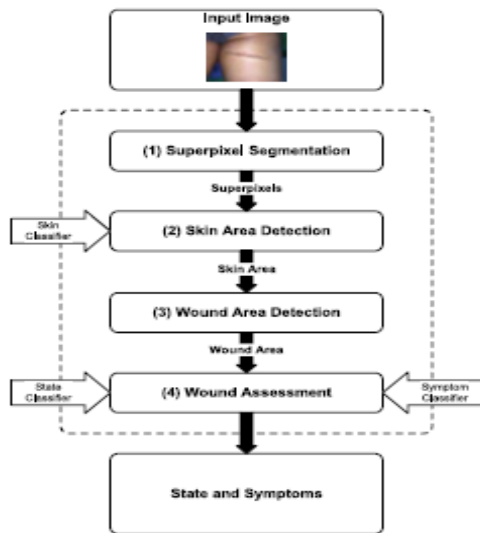 Input Image
(1) Superpixel Segmentation
Superpixels
Skin
Classifier
(2) Skin Area Detection
Skin Area
(3) Wound Area Detection
Wound Area
State
Classifier
(4) Wound Assessment
Symptom
Classifier
State and Symptoms